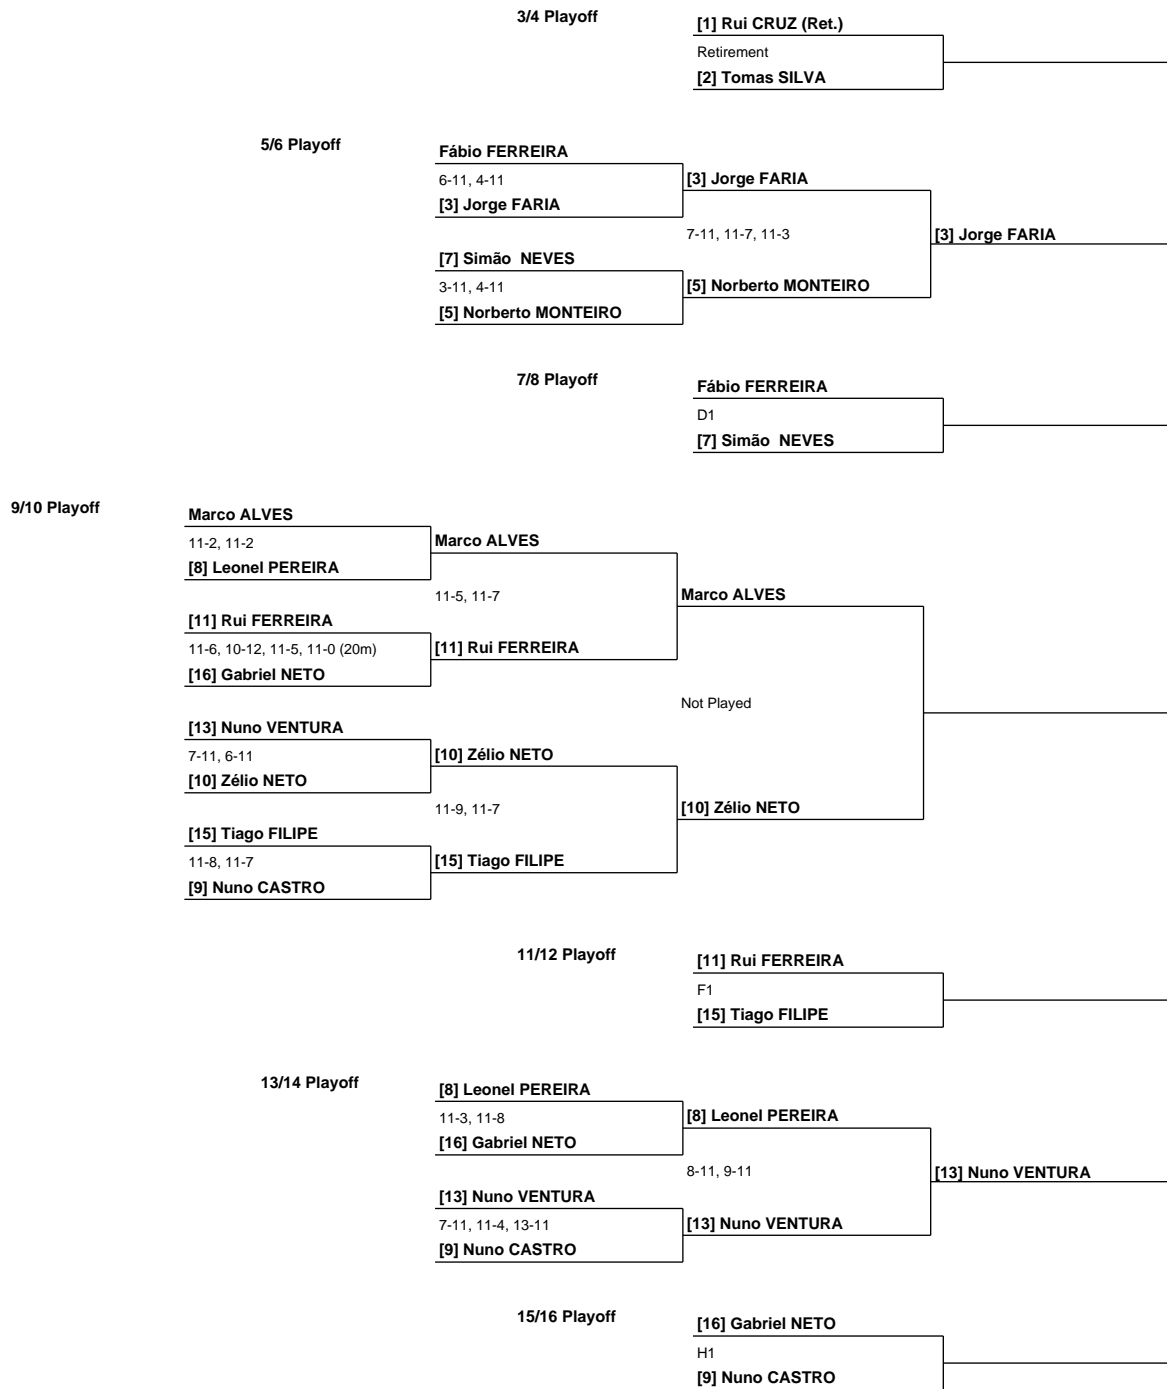 3/4 Playoff
[1] Rui CRUZ (Ret.)
Retirement
[2] Tomas SILVA
5/6 Playoff
Fábio FERREIRA
6-11, 4-11
[3] Jorge FARIA
[3] Jorge FARIA
7-11, 11-7, 11-3
[3] Jorge FARIA
[7] Simão  NEVES
3-11, 4-11
[5] Norberto MONTEIRO
[5] Norberto MONTEIRO
7/8 Playoff
Fábio FERREIRA
D1
[7] Simão  NEVES
9/10 Playoff
Marco ALVES
11-2, 11-2
Marco ALVES
[8] Leonel PEREIRA
11-5, 11-7
Marco ALVES
[11] Rui FERREIRA
11-6, 10-12, 11-5, 11-0 (20m)
[11] Rui FERREIRA
[16] Gabriel NETO
Not Played
[13] Nuno VENTURA
7-11, 6-11
[10] Zélio NETO
[10] Zélio NETO
11-9, 11-7
[10] Zélio NETO
[15] Tiago FILIPE
11-8, 11-7
[15] Tiago FILIPE
[9] Nuno CASTRO
11/12 Playoff
[11] Rui FERREIRA
F1
[15] Tiago FILIPE
13/14 Playoff
[8] Leonel PEREIRA
11-3, 11-8
[8] Leonel PEREIRA
[16] Gabriel NETO
8-11, 9-11
[13] Nuno VENTURA
[13] Nuno VENTURA
7-11, 11-4, 13-11
[13] Nuno VENTURA
[9] Nuno CASTRO
15/16 Playoff
[16] Gabriel NETO
H1
[9] Nuno CASTRO